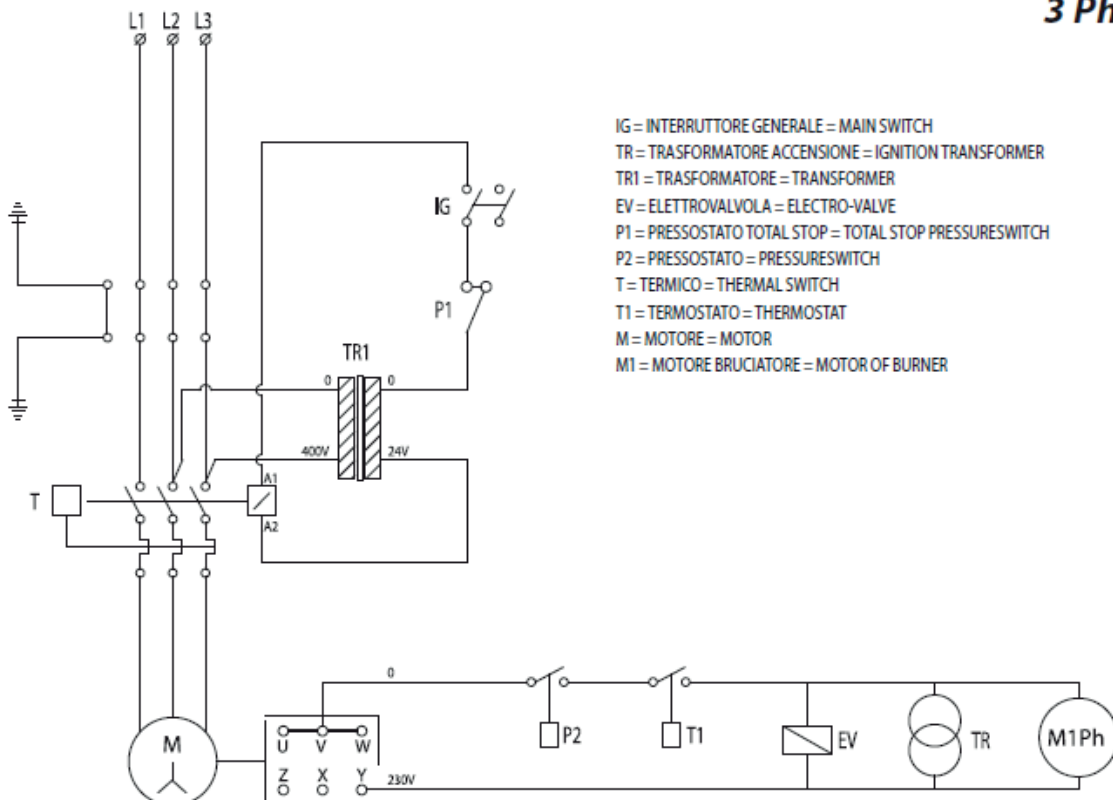 3 Ph
L1 L2 L3
IG = INTERRUTTORE GENERALE = MAIN SWITCH
TR = TRASFORMATORE ACCENSIONE = IGNITION TRANSFORMER
TR1 = TRASFORMATORE = TRANSFORMER
EV = ELETTROVALVOLA = ELECTRO-VALVE
P1 = PRESSOSTATO TOTAL STOP = TOTAL STOP PRESSURESWITCH
P2 = PRESSOSTATO = PRESSURESWITCH
T = TERMICO = THERMAL SWITCH
T1 = TERMOSTATO = THERMOSTAT
M = MOTORE = MOTOR
M1 = MOTORE BRUCIATORE = MOTOR OF BURNER
IG
P1
TR1
0 0
400V 24V
A1
T
A2
0
P2 T1 EV TR M1Ph
M
U V W
Z X Y 230V